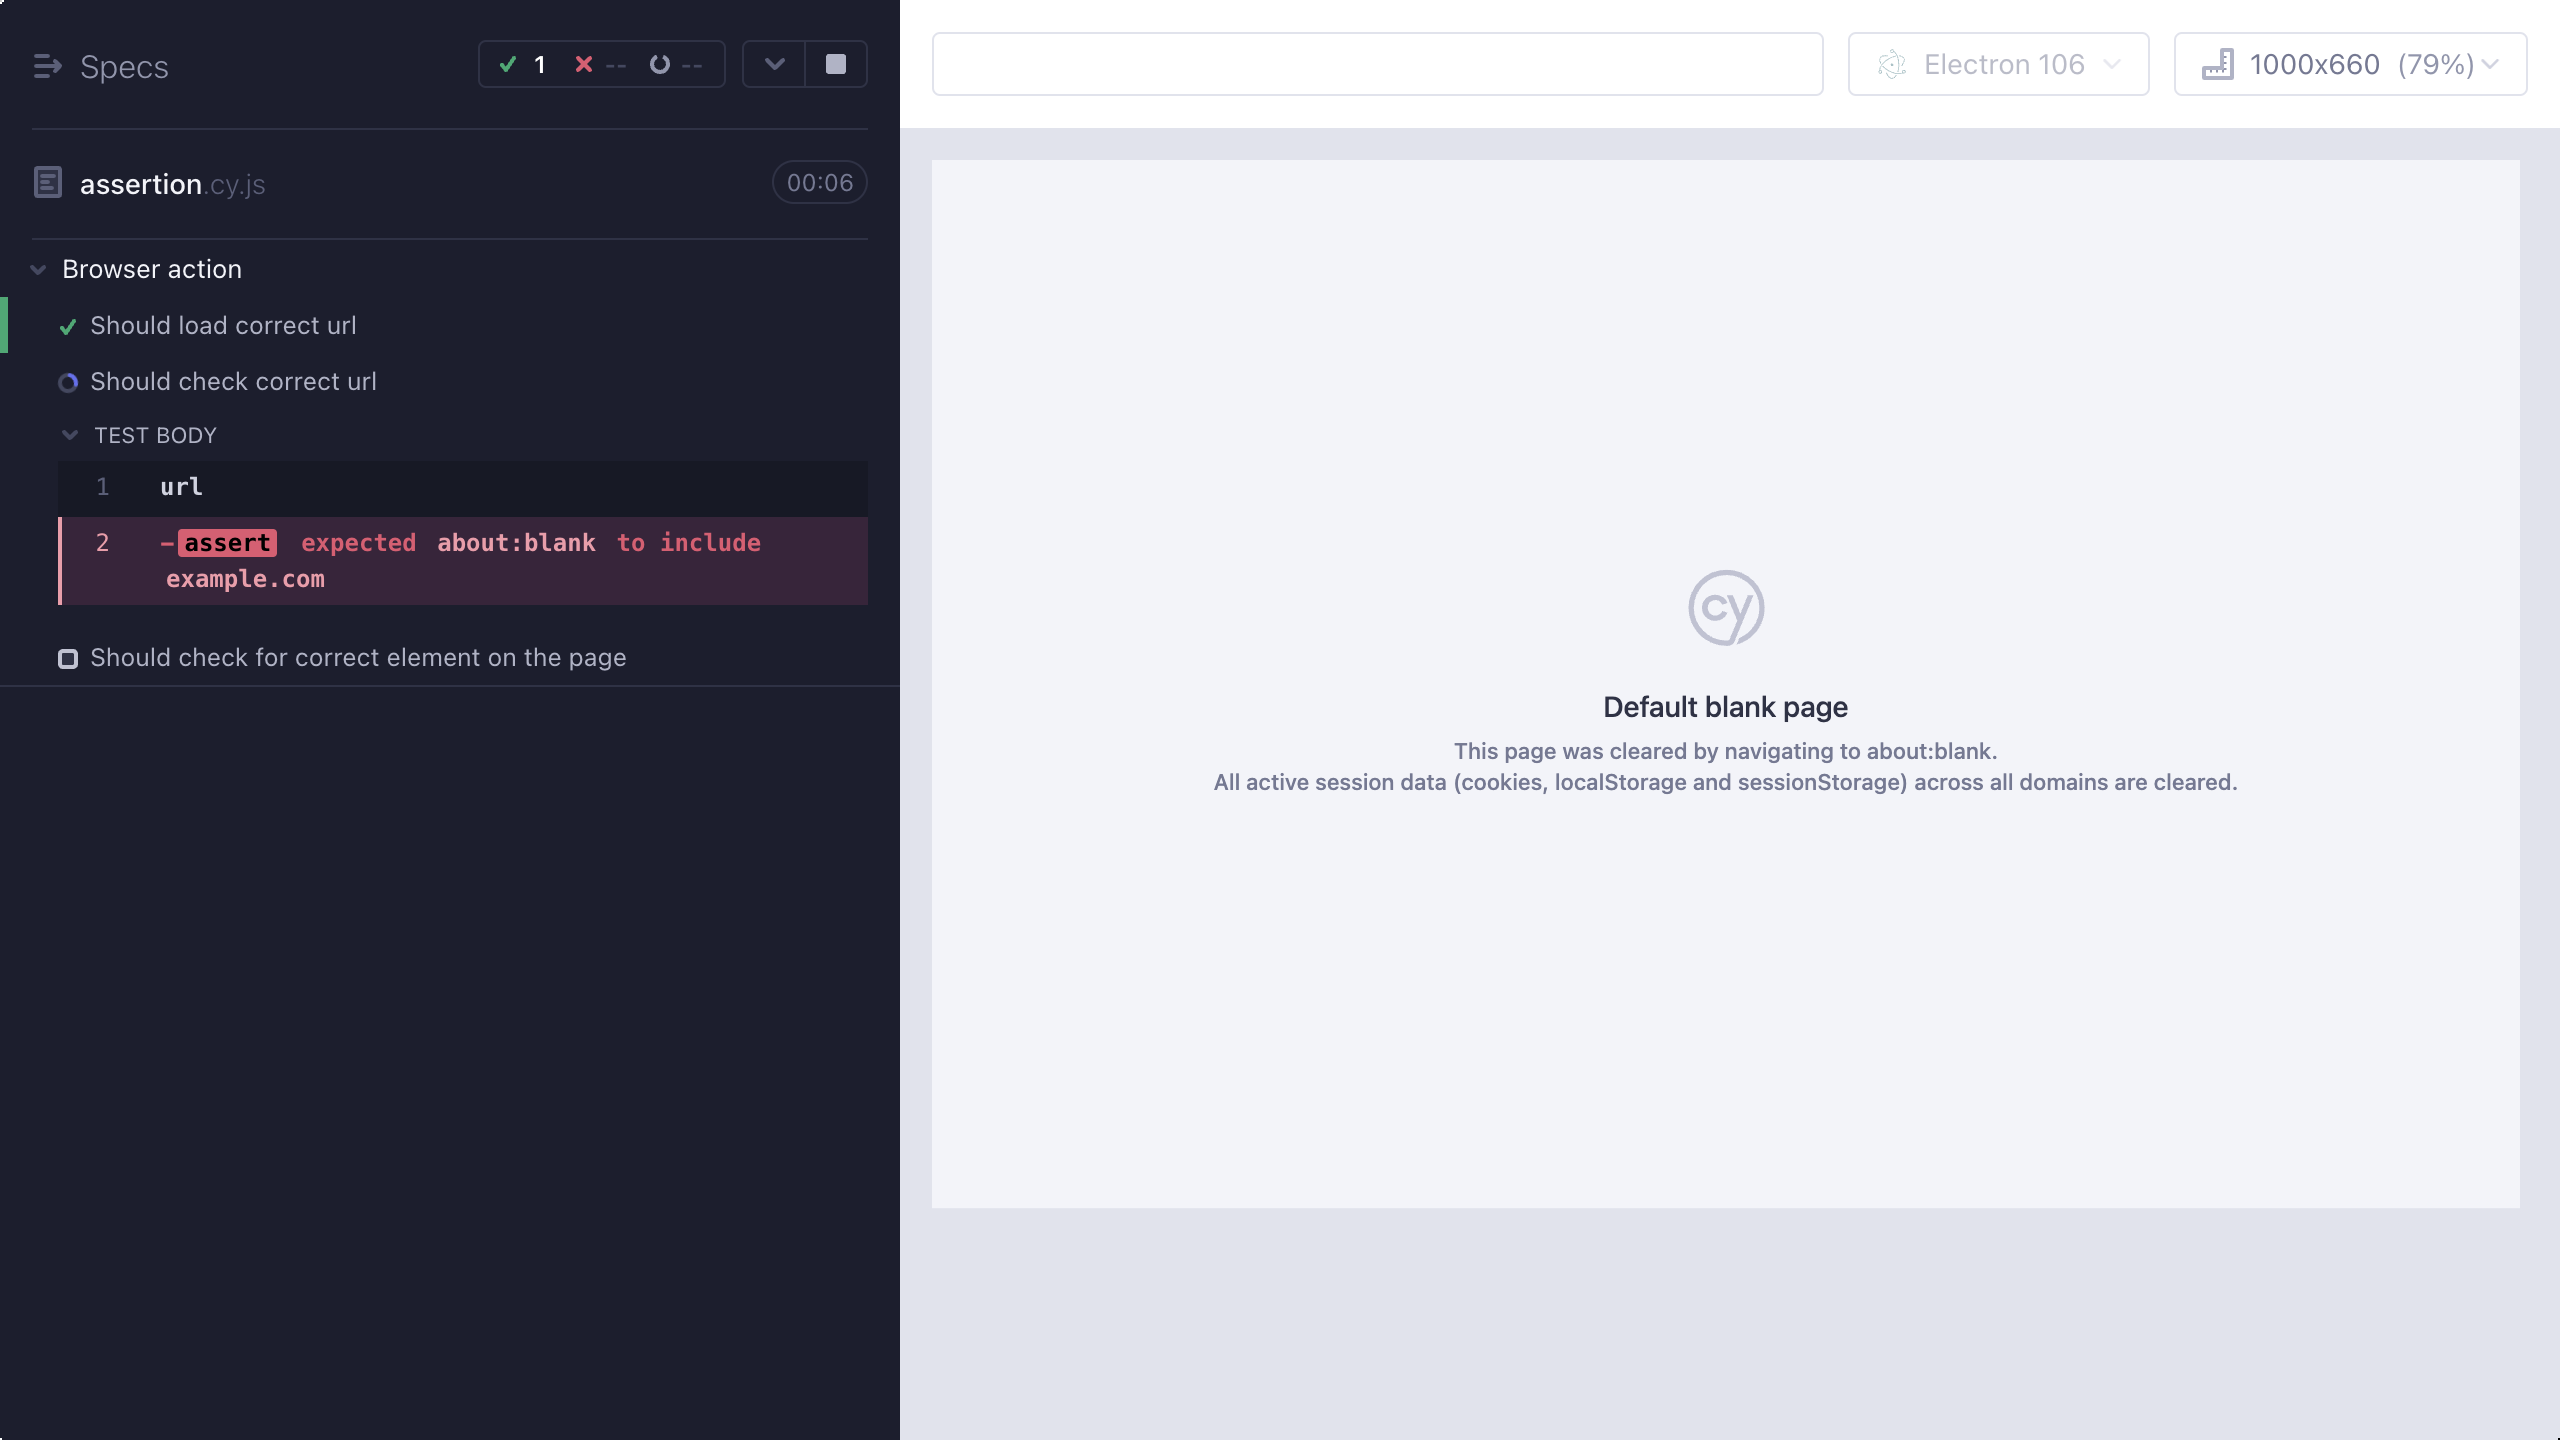 Specs
1
--
--
assertion.cy.js
00:06
Browser action
Should load correct url
Should check correct url
TEST BODY
1 url
2 -assert expected about:blank to include
example.com
Should check for correct element on the page
Electron 106
1000x660 (79%)
cy
Default blank page
This page was cleared by navigating to about:blank.
All active session data (cookies, localStorage and sessionStorage) across all domains are cleared.